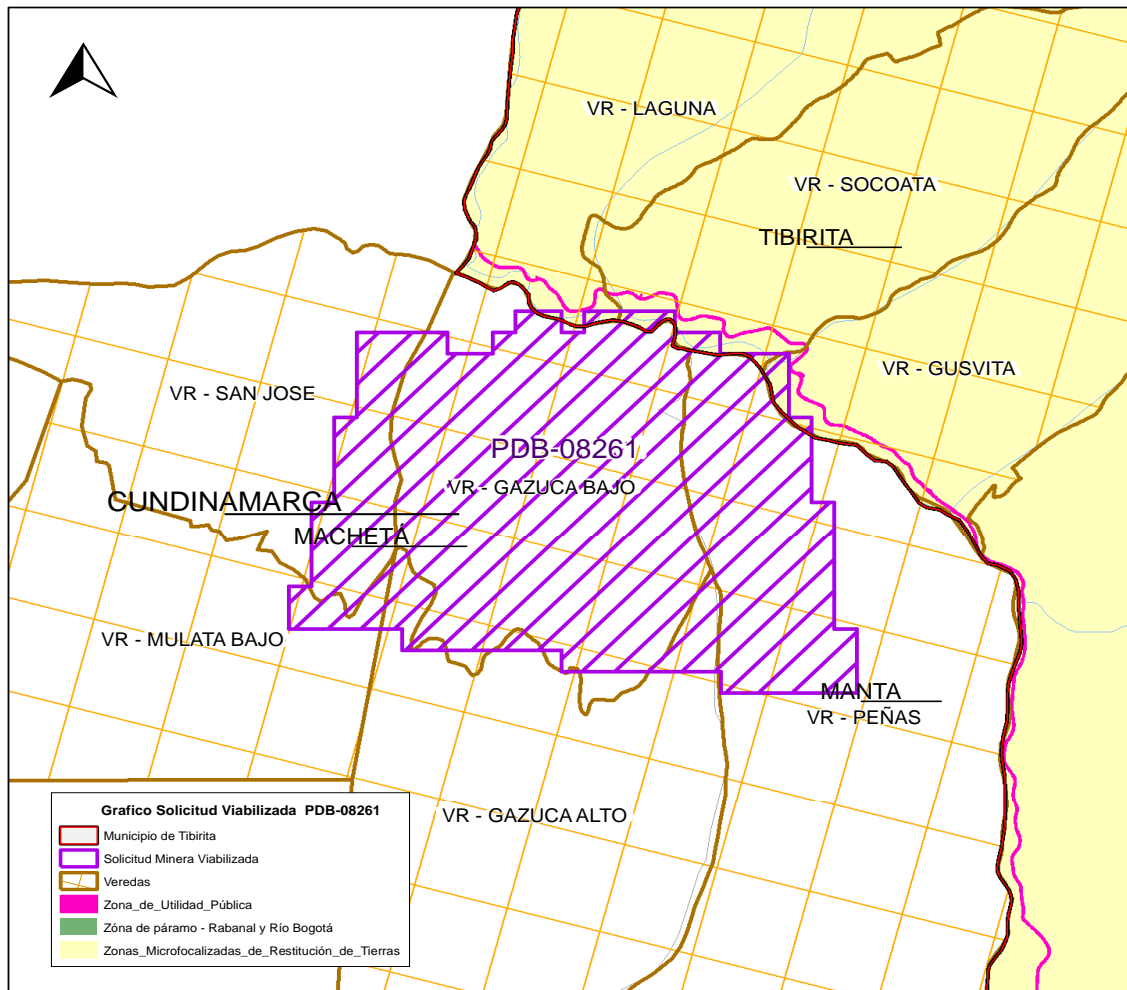 VR - LAGUNA
VR - SOCOATA
TIBIRITA
VR - GUSVITA
VR - SAN JOSE
PDB-08261
VR - GAZUCA BAJO
CUNDINAMARCA
MACHETÁ
VR - MULATA BAJO
MANTA
VR - PEÑAS
VR - GAZUCA ALTO
Grafico Solicitud Viabilizada PDB-08261
Municipio de Tibirita
Solicitud Minera Viabilizada
Veredas
Zona_de_Utilidad_Pública
Zóna de páramo - Rabanal y Río Bogotá
Zonas_Microfocalizadas_de_Restitución_de_Tierras